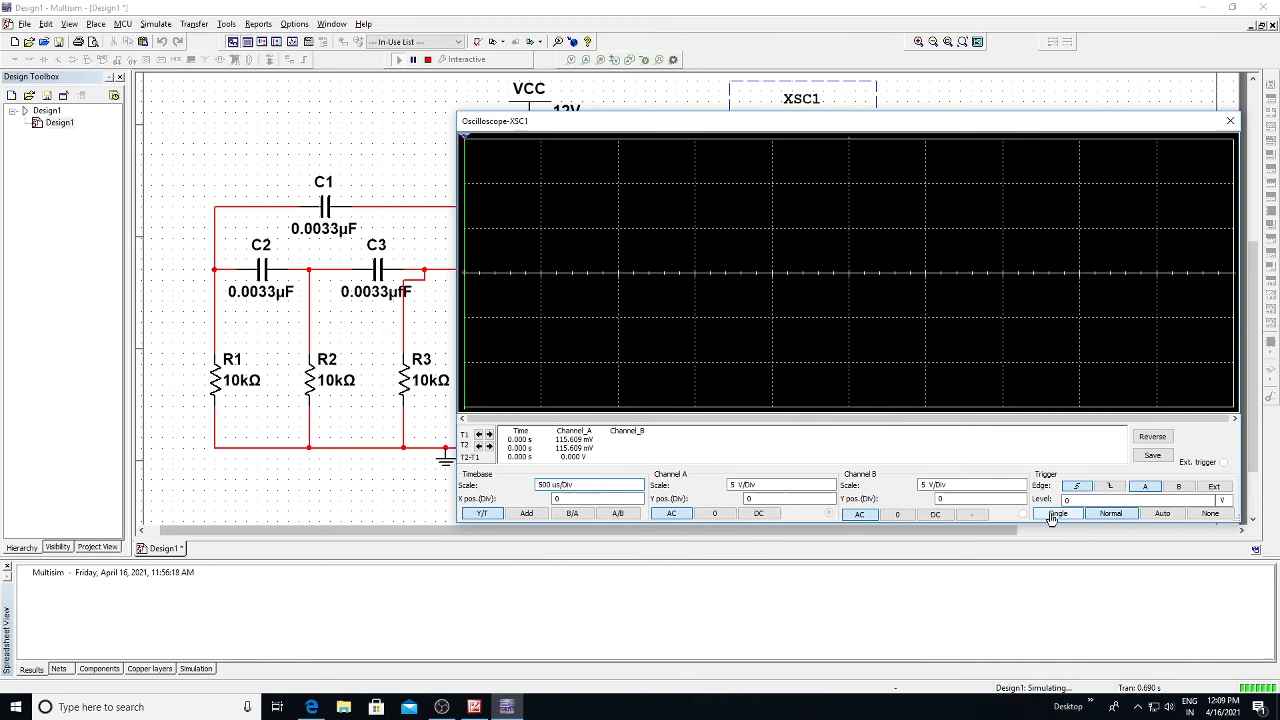 Design1 - Multisim - [Design1 *]
File Edit View Place MCU Simulate Transfer Tools Reports Options Window Help
---In-Use List---
Interactive
Design Toolbox
Design1
Design1
VCC
12V
XSC1
Oscilloscope-XSC1
C1
0.0033µF
C2
C3
0.0033µF
R1
10kΩ
R2
10kΩ
R3
10kΩ
Time Channel_A Channel_B
T1 0.000 s 115.609 mV
T2 0.000 s 115.609 mV
T2-T1 0.000 s 0.000 V
Reverse
Save
Ext. trigger
Timebase
Scale: 500 us/Div
X pos.(Div): 0
Y/T Add B/A A/B
Channel A
Scale: 5 V/Div
Y pos.(Div): 0
AC 0 DC
Channel B
Scale: 5 V/Div
Y pos.(Div): 0
AC 0 DC -
Trigger
Edge: A B Ext
Level: 0 V
Normal Auto None
Hierarchy Visibility Project View
Design1 *
Multisim - Friday, April 16, 2021, 11:56:18 AM
Spreadsheet View
Results Nets Components Copper layers Simulation
- Design1: Simulating... Tran: 0.690 s
Type here to search
Desktop
ENG
IN
12:09 PM
4/16/2021
1